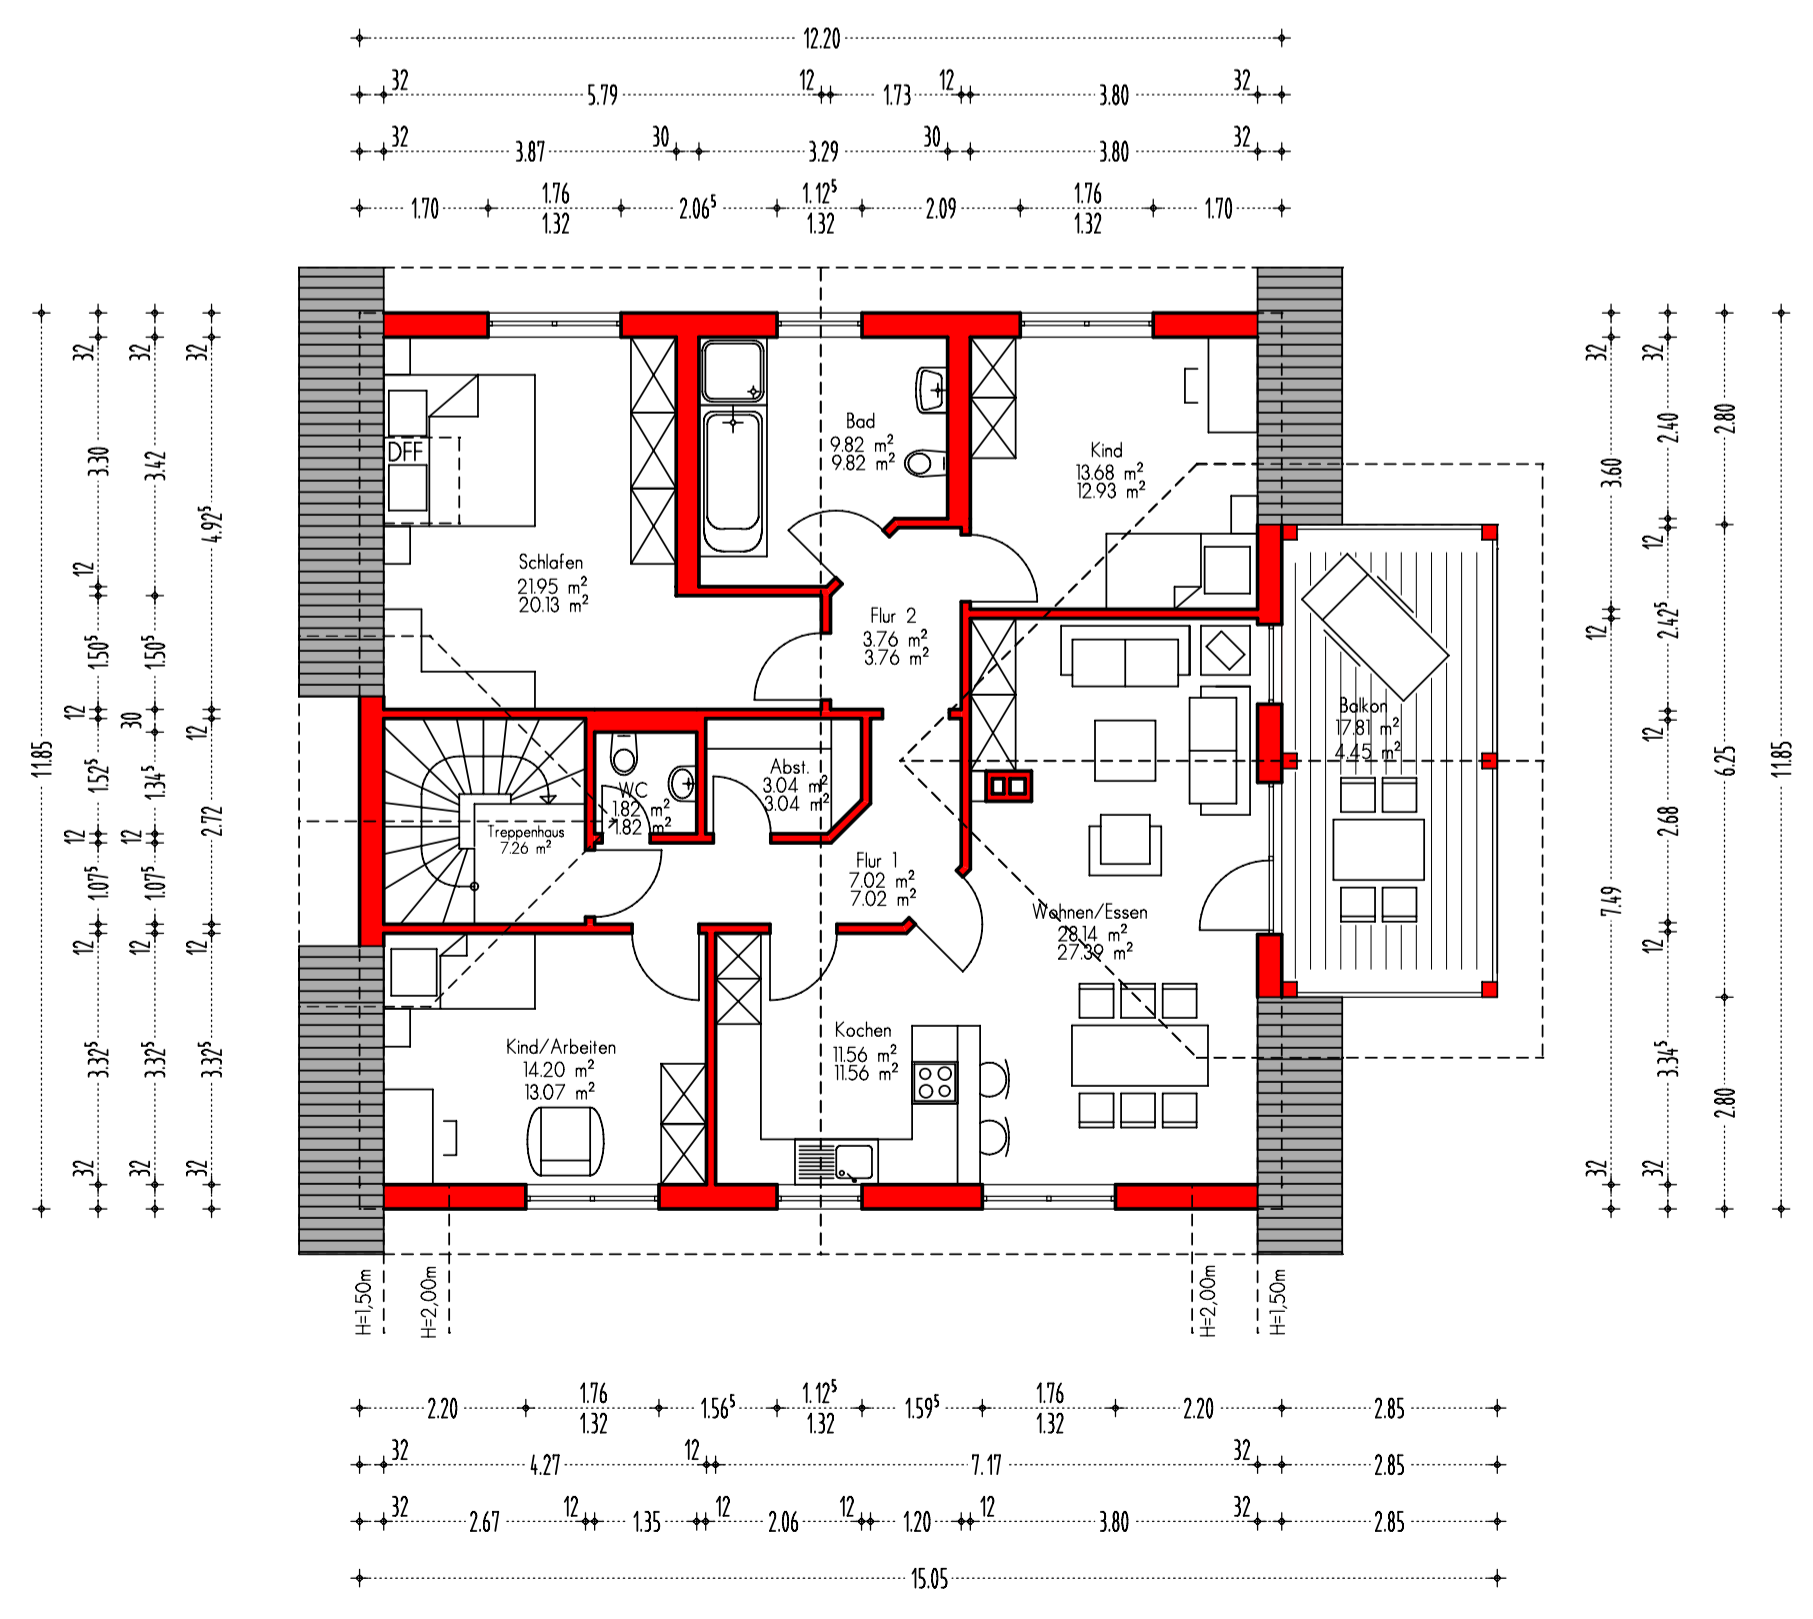 12.20
32 5.79 12 1.73 12 3.80 32
32 3.87 30 3.29 30 3.80 32
1.70 1.76 2.06⁵ 1.12⁵ 2.09 1.76 1.70
1.32 1.32 1.32
11.85
32 3.30 12 1.50⁵ 12 1.52⁵ 12 1.07⁵ 12 3.32⁵ 32
32 3.42 1.50⁵ 30 1.34⁵ 12 1.07⁵ 12 3.32⁵ 32
32 4.92⁵ 12 2.72 12 3.32⁵ 32
DFF
Schlafen
21.95 m²
20.13 m²
Bad
9.82 m²
9.82 m²
Kind
13.68 m²
12.93 m²
Flur 2
3.76 m²
3.76 m²
Balkon
17.81 m²
4.45 m²
WC
1.82 m²
1.82 m²
Abst.
3.04 m²
3.04 m²
Treppenhaus
7.26 m²
Flur 1
7.02 m²
7.02 m²
Wohnen/Essen
28.14 m²
27.39 m²
Kochen
11.56 m²
11.56 m²
Kind/Arbeiten
14.20 m²
13.07 m²
32 3.60 12 7.49 32
32 2.40 12 2.42⁵ 12 2.68 12 3.34⁵ 32
2.80 6.25 2.80
11.85
H=1,50m
H=2,00m
H=2,00m
H=1,50m
2.20 1.76 1.56⁵ 1.12⁵ 1.59⁵ 1.76 2.20 2.85
1.32 1.32 1.32
32 4.27 12 7.17 32 2.85
32 2.67 12 1.35 12 2.06 12 1.20 12 3.80 32 2.85
15.05